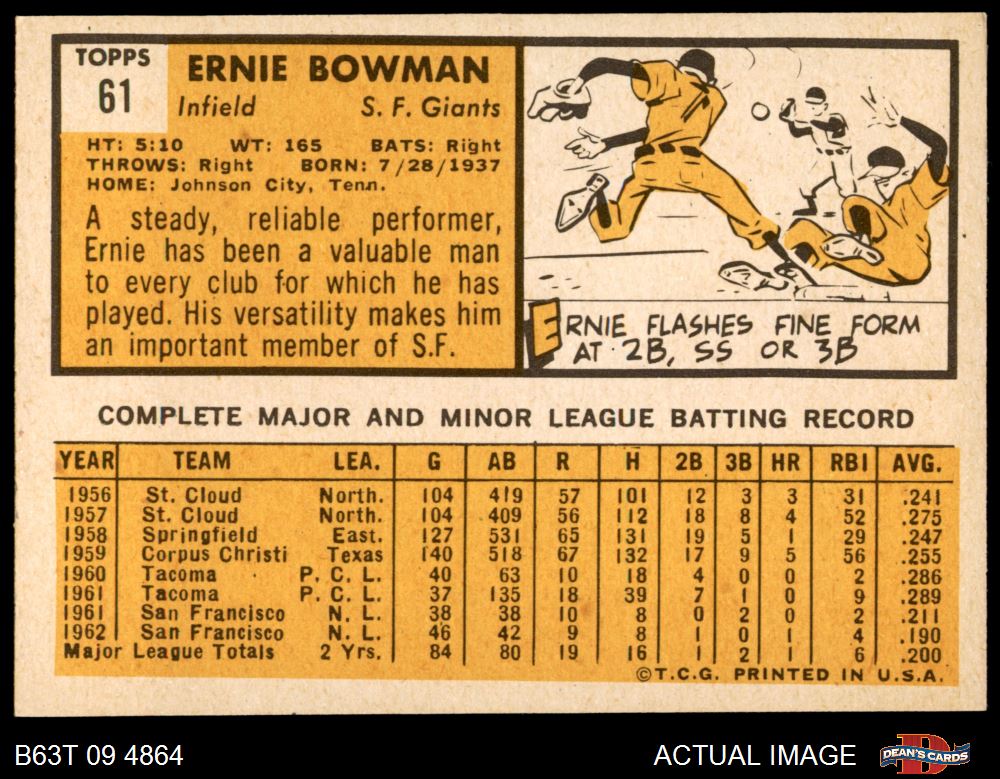 TOPPS
61
ERNIE BOWMAN
Infield S. F. Giants
HT: 5:10 WT: 165 BATS: Right
THROWS: Right BORN: 7/28/1937
HOME: Johnson City, Tenn.
A steady, reliable performer,
Ernie has been a valuable man
to every club for which he has
played. His versatility makes him
an important member of S.F.
ERNIE FLASHES FINE FORM
AT 2B, SS OR 3B
COMPLETE MAJOR AND MINOR LEAGUE BATTING RECORD
YEAR TEAM LEA. G AB R H 2B 3B HR RBI AVG.
1956 St. Cloud North. 104 419 57 101 12 3 3 31 .241
1957 St. Cloud North. 104 409 56 112 18 8 4 52 .275
1958 Springfield East. 127 531 65 131 19 5 1 29 .247
1959 Corpus Christi Texas 140 518 67 132 17 9 5 56 .255
1960 Tacoma P. C. L. 40 63 10 18 4 0 0 2 .286
1961 Tacoma P. C. L. 37 135 18 39 7 1 0 9 .289
1961 San Francisco N. L. 38 38 10 8 0 2 0 2 .211
1962 San Francisco N. L. 46 42 9 8 1 0 1 4 .190
Major League Totals 2 Yrs. 84 80 19 16 1 2 1 6 .200
©T.C.G. PRINTED IN U.S.A.
B63T 09 4864 ACTUAL IMAGE DEAN'S CARDS